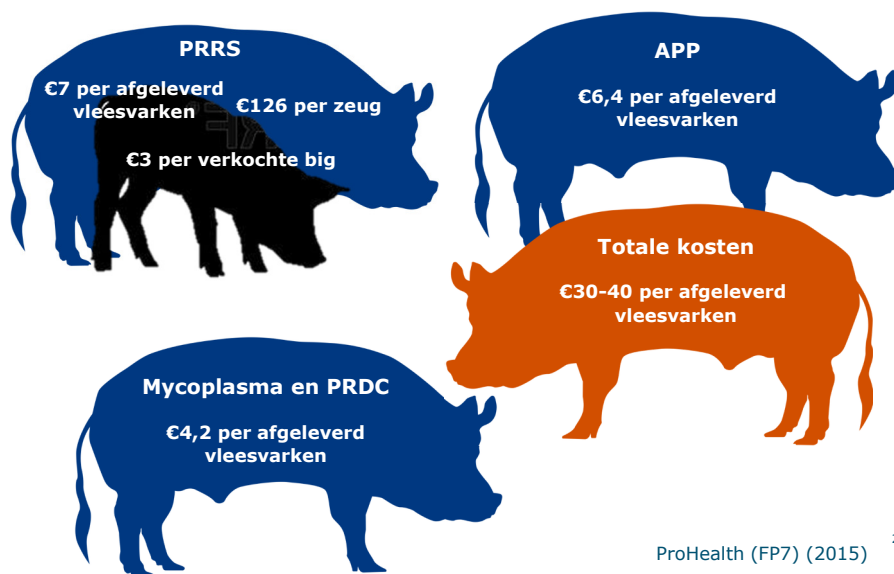 PRRS
€7 per afgeleverd
vleesvarken
€126 per zeug
€3 per verkochte big
APP
€6,4 per afgeleverd
vleesvarken
Totale kosten
€30-40 per afgeleverd
vleesvarken
Mycoplasma en PRDC
€4,2 per afgeleverd
vleesvarken
ProHealth (FP7) (2015)